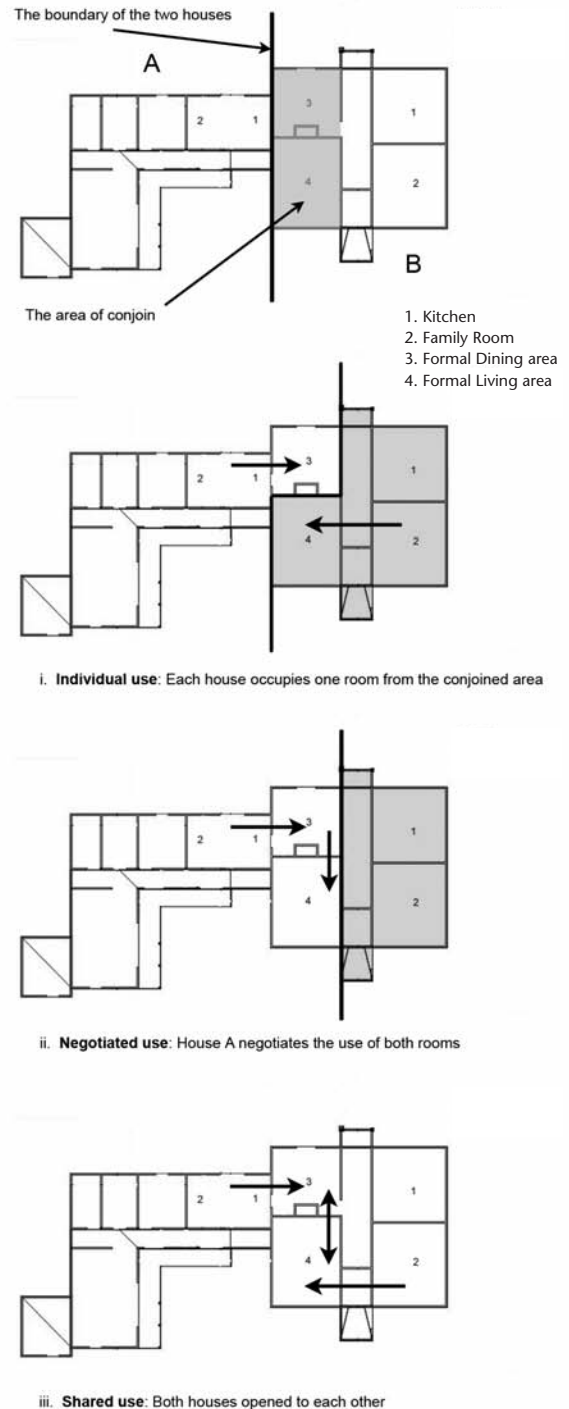 The boundary of the two houses
A
2 1 3 1
4 2
B
The area of conjoin
1. Kitchen
2. Family Room
3. Formal Dining area
4. Formal Living area
2 1 3 1
4 2
i. Individual use: Each house occupies one room from the conjoined area
2 1 3 1
4 2
ii. Negotiated use: House A negotiates the use of both rooms
2 1 3 1
4 2
iii. Shared use: Both houses opened to each other